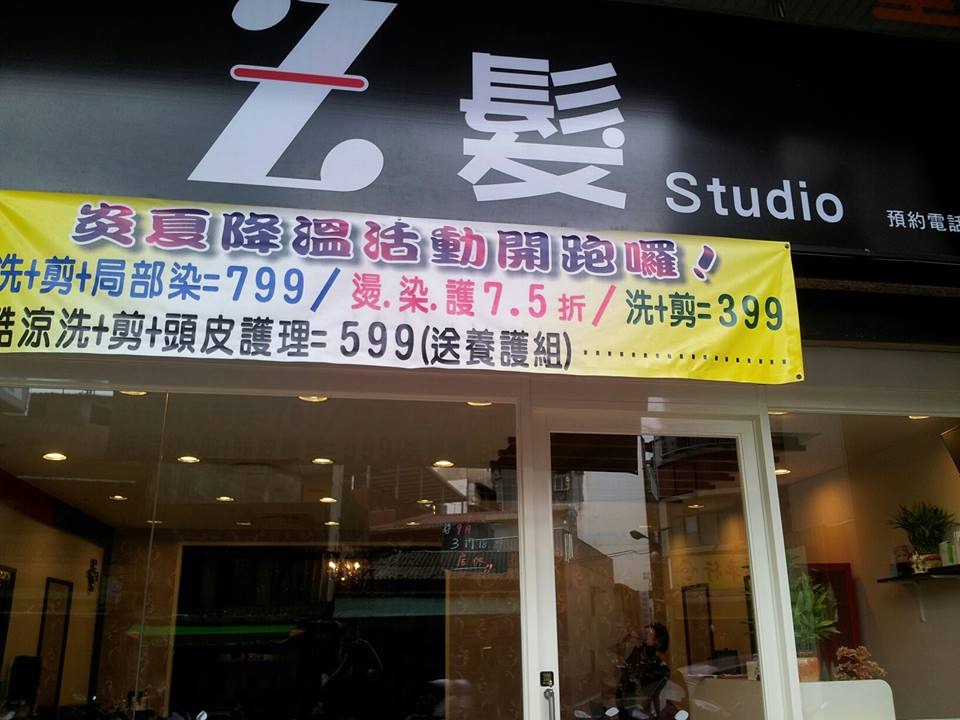 Z髮 Studio 預約電話
炎夏降溫活動開跑囉!
洗+剪+局部染=799/燙.染.護7.5折/洗+剪=399
酷涼洗+剪+頭皮護理=599(送養護組)